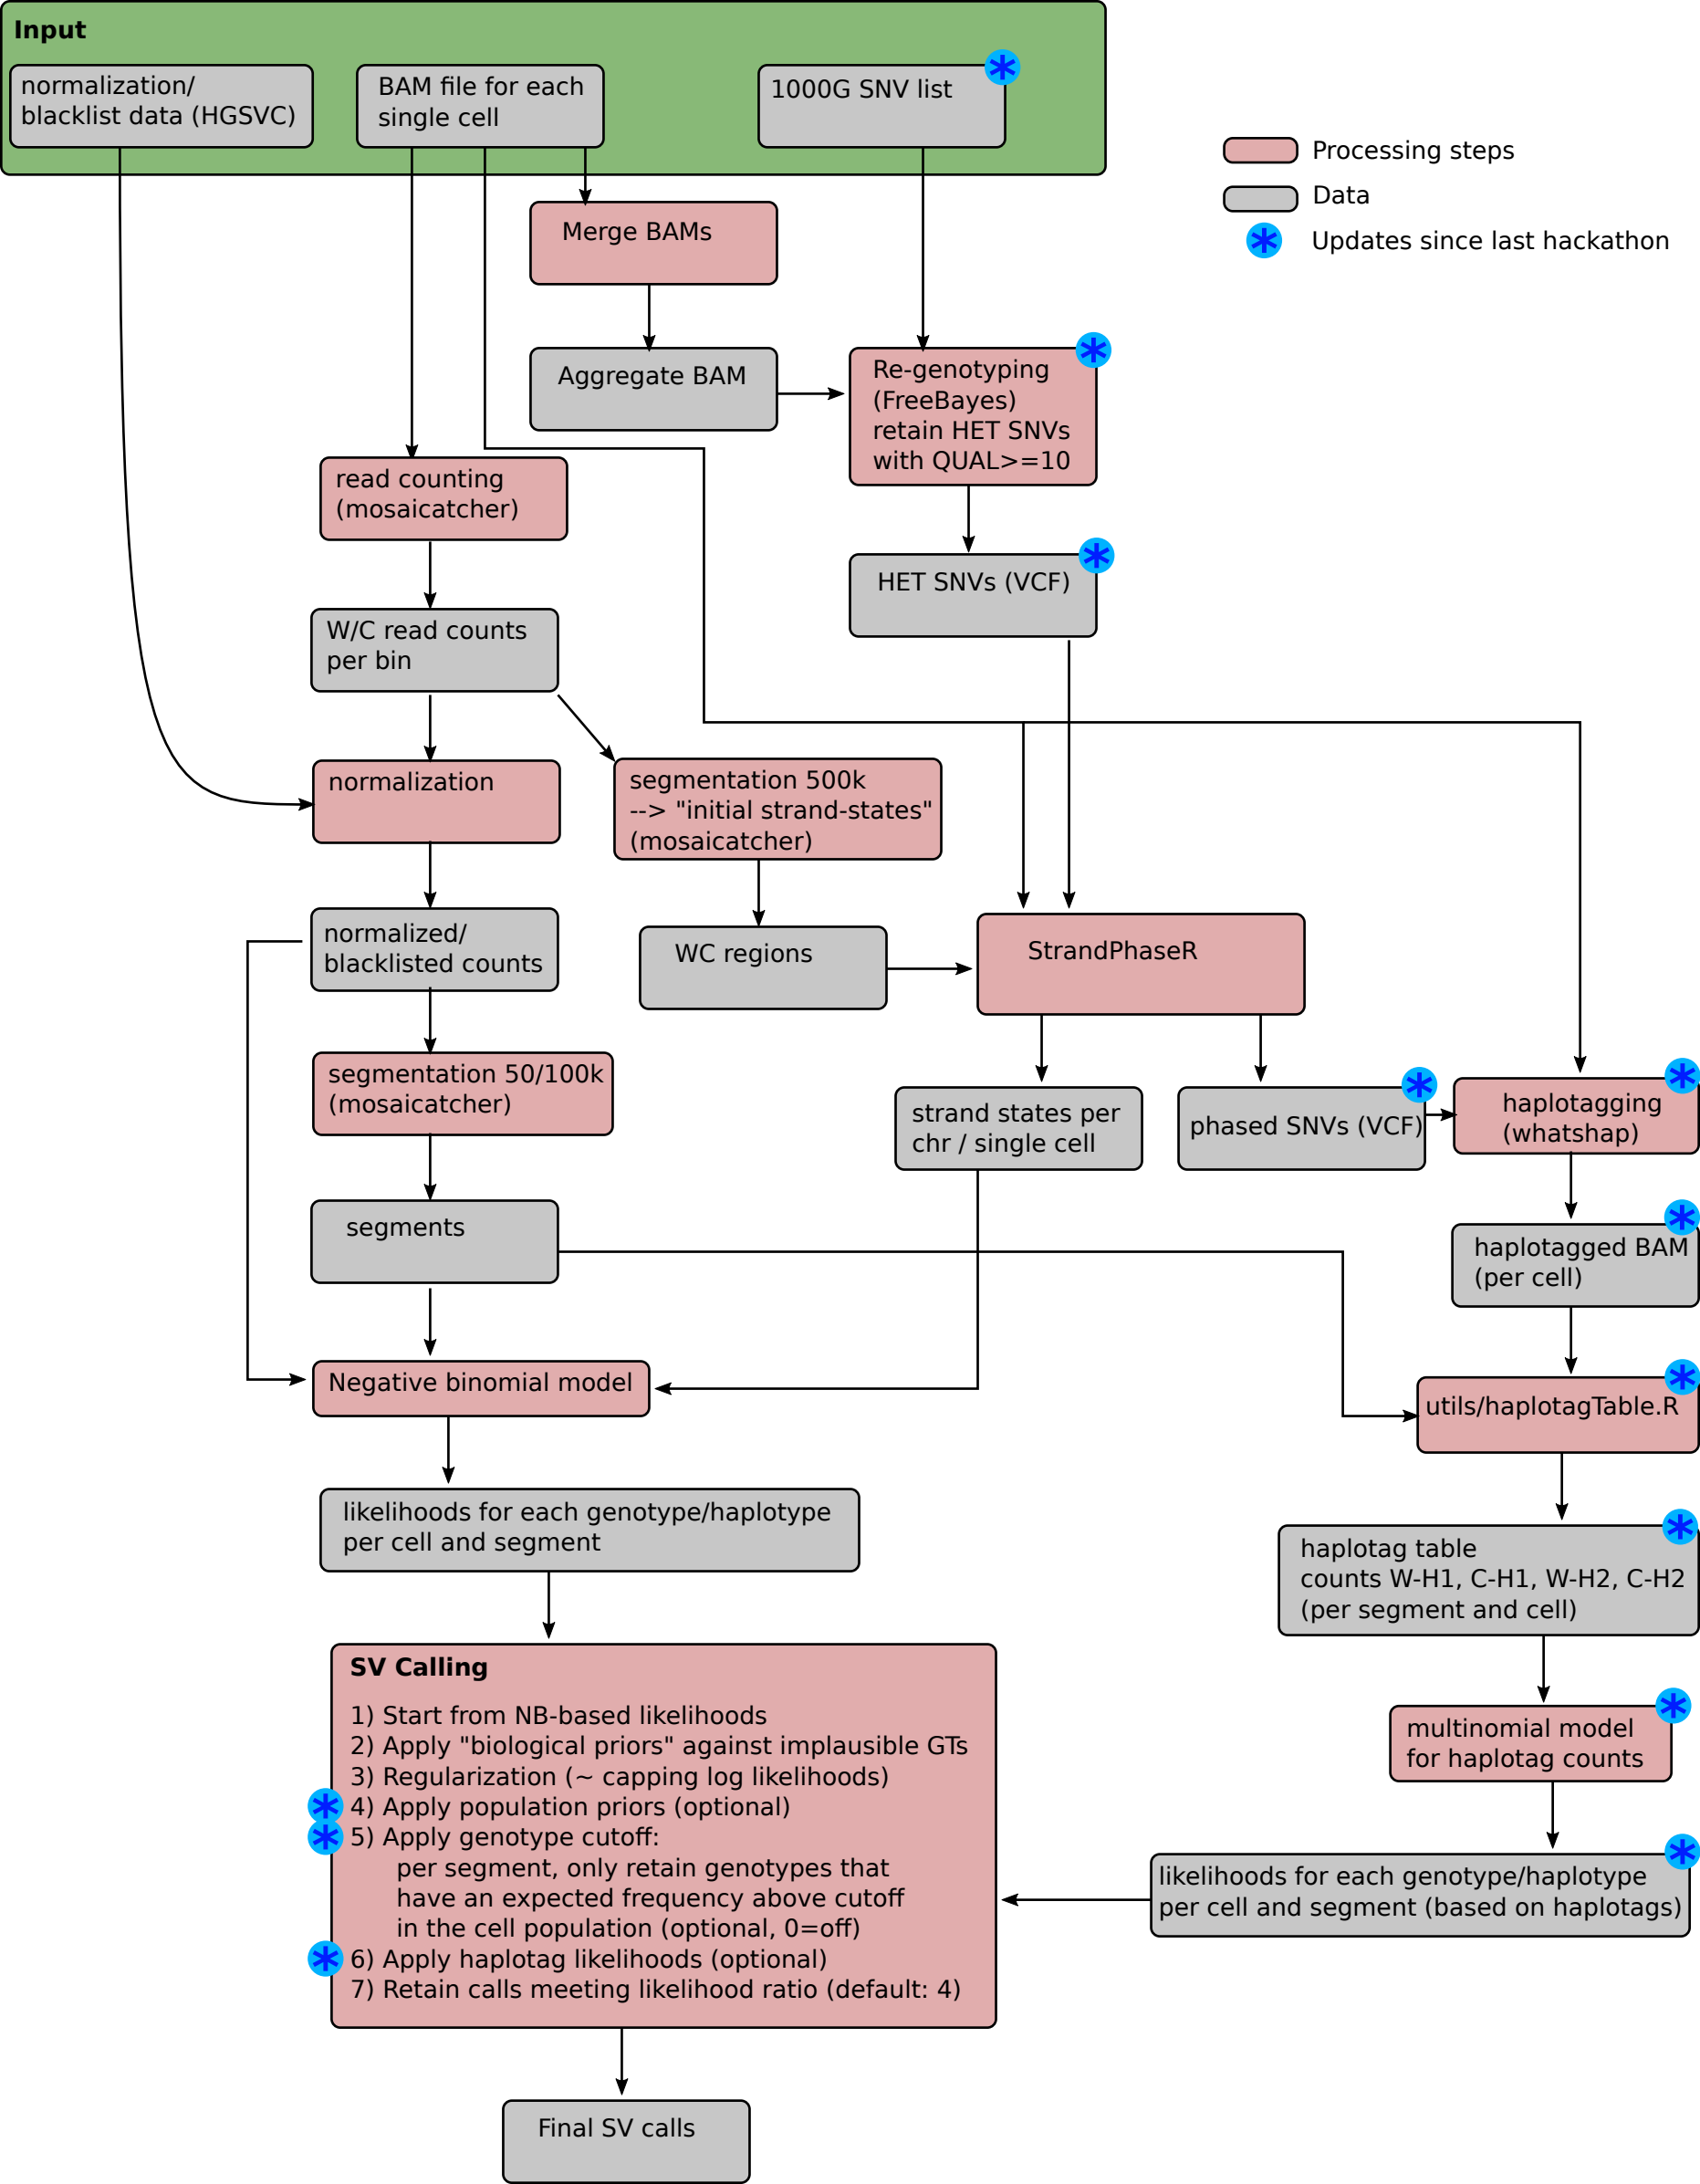 Input
normalization/
blacklist data (HGSVC)
BAM file for each
single cell
1000G SNV list
Processing steps
Data
Updates since last hackathon
Merge BAMs
Aggregate BAM
Re-genotyping
(FreeBayes)
retain HET SNVs
with QUAL>=10
read counting
(mosaicatcher)
HET SNVs (VCF)
W/C read counts
per bin
normalization
segmentation 500k
--> "initial strand-states"
(mosaicatcher)
normalized/
blacklisted counts
WC regions
StrandPhaseR
segmentation 50/100k
(mosaicatcher)
strand states per
chr / single cell
phased SNVs (VCF)
haplotagging
(whatshap)
segments
haplotagged BAM
(per cell)
Negative binomial model
utils/haplotagTable.R
likelihoods for each genotype/haplotype
per cell and segment
haplotag table
counts W-H1, C-H1, W-H2, C-H2
(per segment and cell)
SV Calling
1) Start from NB-based likelihoods
2) Apply "biological priors" against implausible GTs
3) Regularization (~ capping log likelihoods)
4) Apply population priors (optional)
5) Apply genotype cutoff:
per segment, only retain genotypes that
have an expected frequency above cutoff
in the cell population (optional, 0=off)
6) Apply haplotag likelihoods (optional)
7) Retain calls meeting likelihood ratio (default: 4)
multinomial model
for haplotag counts
likelihoods for each genotype/haplotype
per cell and segment (based on haplotags)
Final SV calls